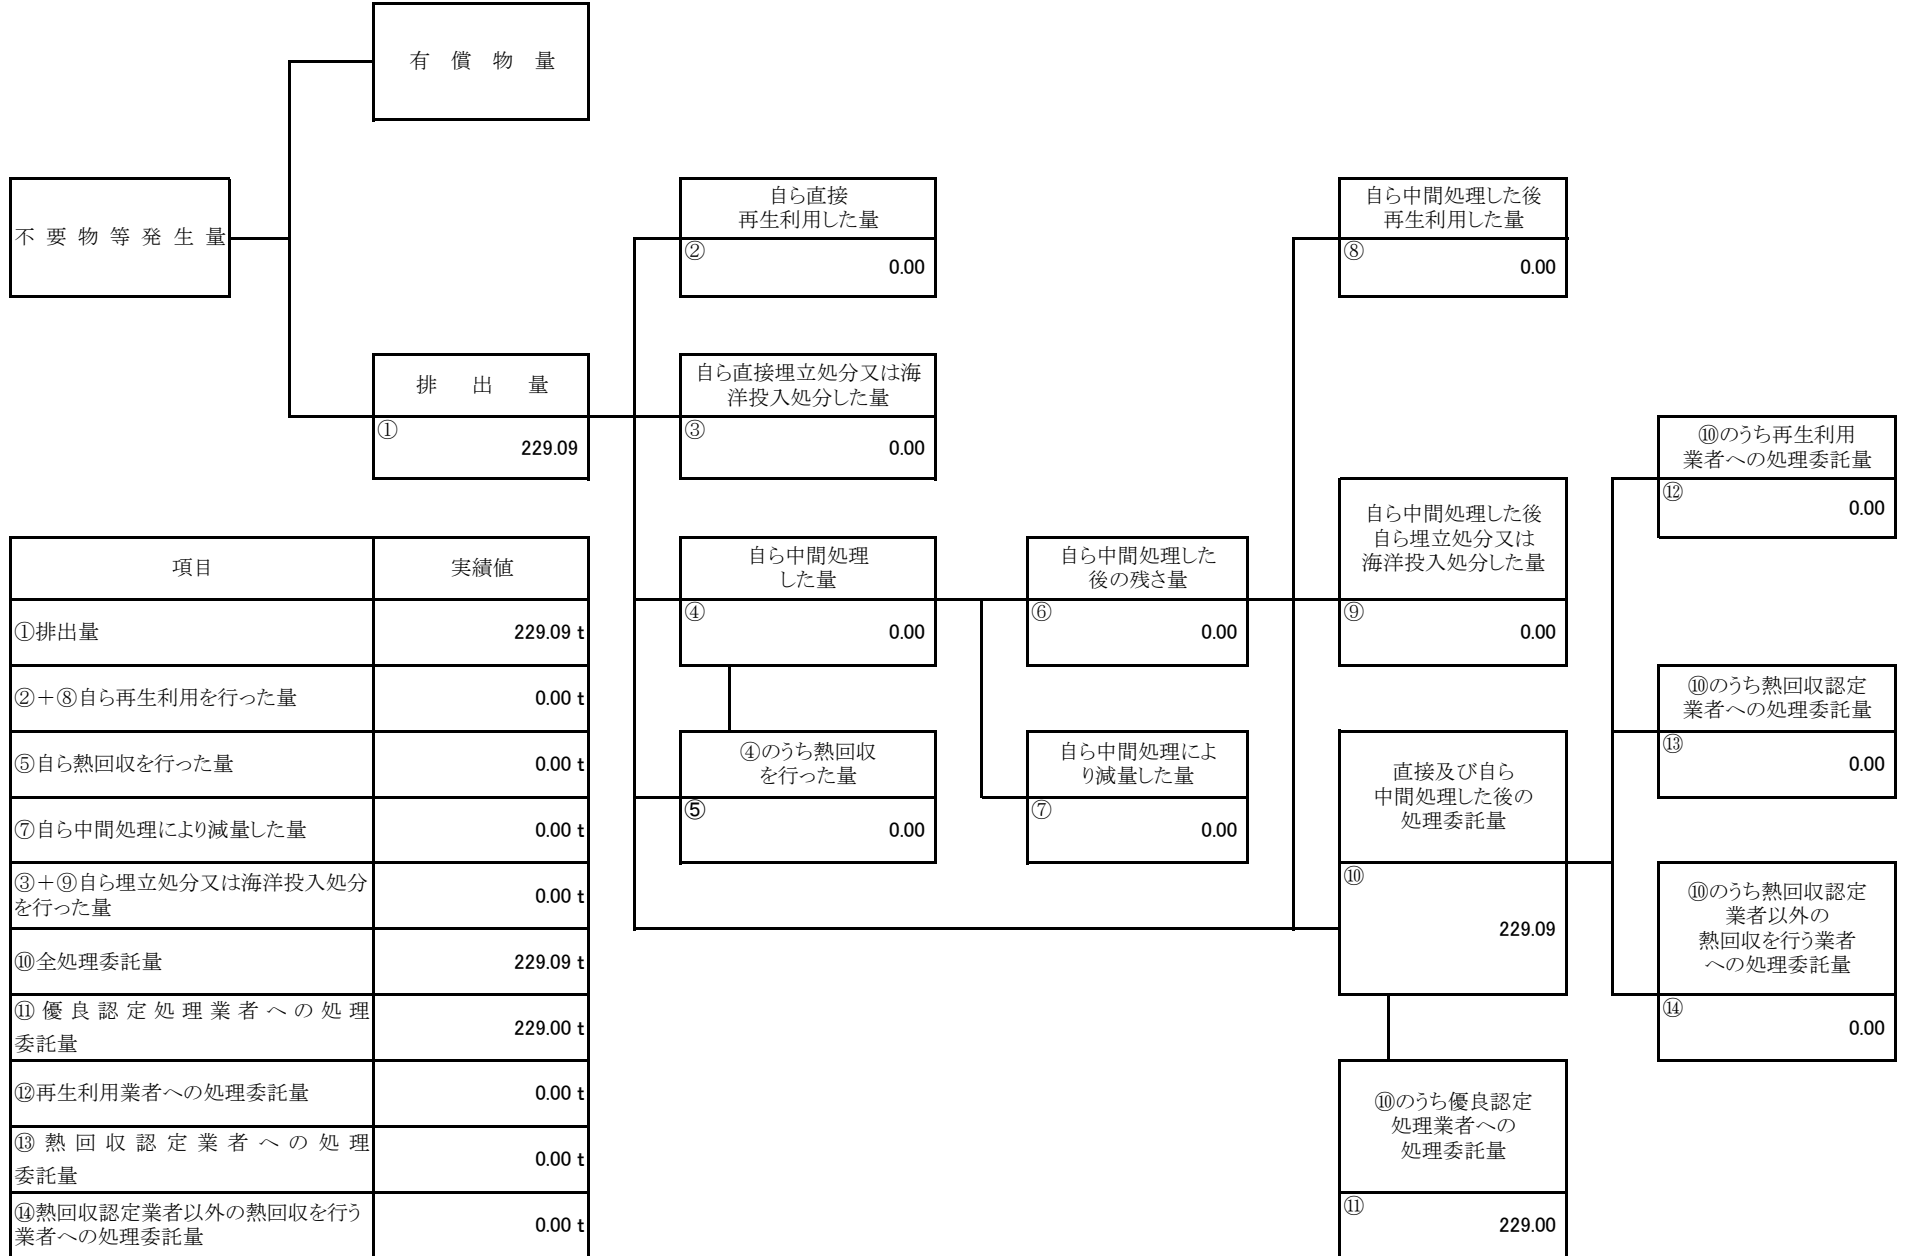 有 償 物 量
不 要 物 等 発 生 量
自ら直接
再生利用した量
②
0.00
自ら中間処理した後
再生利用した量
⑧
0.00
排 出 量
①
229.09
自ら直接埋立処分又は海
洋投入処分した量
③
0.00
⑩のうち再生利用
業者への処理委託量
⑫
0.00
自ら中間処理
した量
④
0.00
自ら中間処理した
後の残さ量
⑥
0.00
自ら中間処理した後
自ら埋立処分又は
海洋投入処分した量
⑨
0.00
⑩のうち熱回収認定
業者への処理委託量
⑬
0.00
④のうち熱回収
を行った量
⑤
0.00
自ら中間処理によ
り減量した量
⑦
0.00
直接及び自ら
中間処理した後の
処理委託量
⑩
229.09
⑩のうち熱回収認定
業者以外の
熱回収を行う業者
への処理委託量
⑭
0.00
⑩のうち優良認定
処理業者への
処理委託量
⑪
229.00
項目 実績値
①排出量 229.09 t
②+⑧自ら再生利用を行った量 0.00 t
⑤自ら熱回収を行った量 0.00 t
⑦自ら中間処理により減量した量 0.00 t
③+⑨自ら埋立処分又は海洋投入処分
を行った量 0.00 t
⑩全処理委託量 229.09 t
⑪優良認定処理業者への処理
委託量 229.00 t
⑫再生利用業者への処理委託量 0.00 t
⑬熱回収認定業者への処理
委託量 0.00 t
⑭熱回収認定業者以外の熱回収を行う
業者への処理委託量 0.00 t